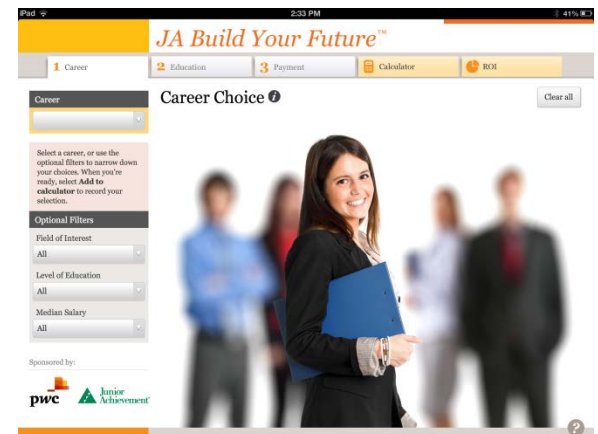 iPad 2:33 PM 41%
JA Build Your Future™
1 Career 2 Education 3 Payment Calculator ROI
Career
Career Choice i
Clear all
Select a career, or use the
optional filters to narrow down
your choices. When you're
ready, select Add to
calculator to record your
selection.
Optional Filters
Field of Interest
All
Level of Education
All
Median Salary
All
Sponsored by:
pwc
Junior
Achievement®
?